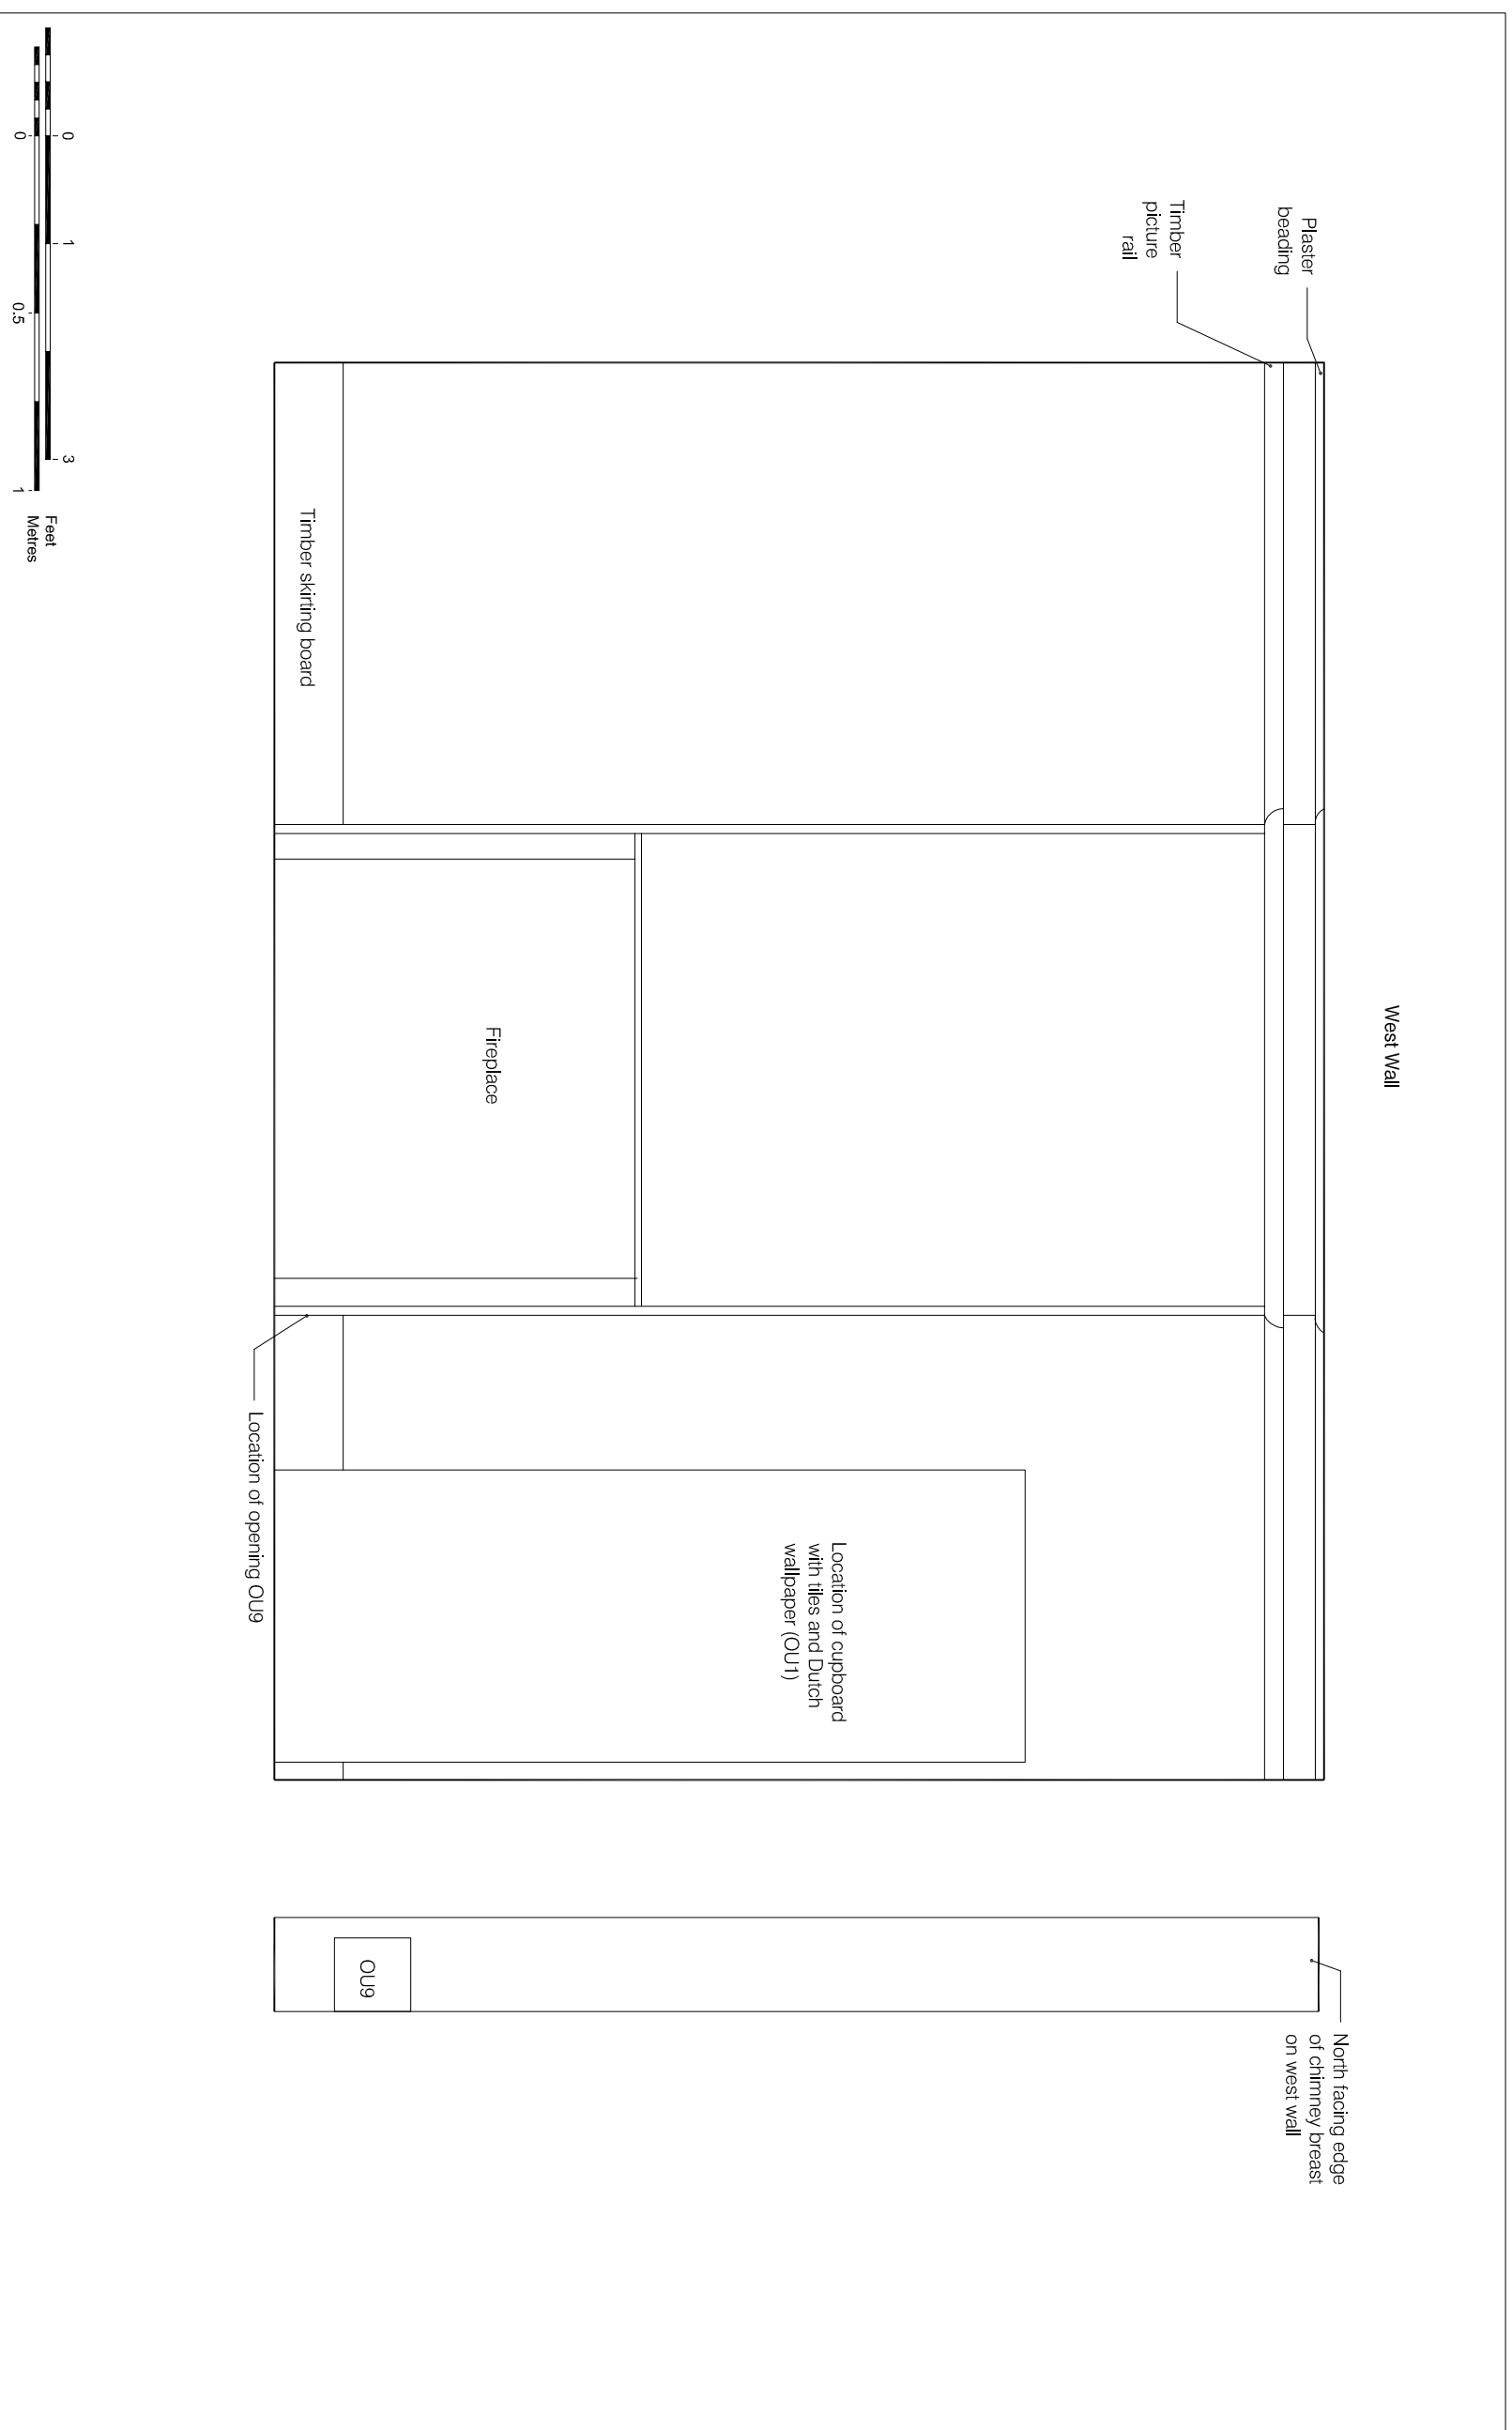 West Wall
Plaster
beading
Timber
picture
rail
North facing edge
of chimney breast
on west wall
Location of cupboard
with tiles and Dutch
wallpaper (OU1)
Fireplace
OU9
Timber skirting board
Location of opening OU9
0 1 3 Feet
0 0.5 1 Metres